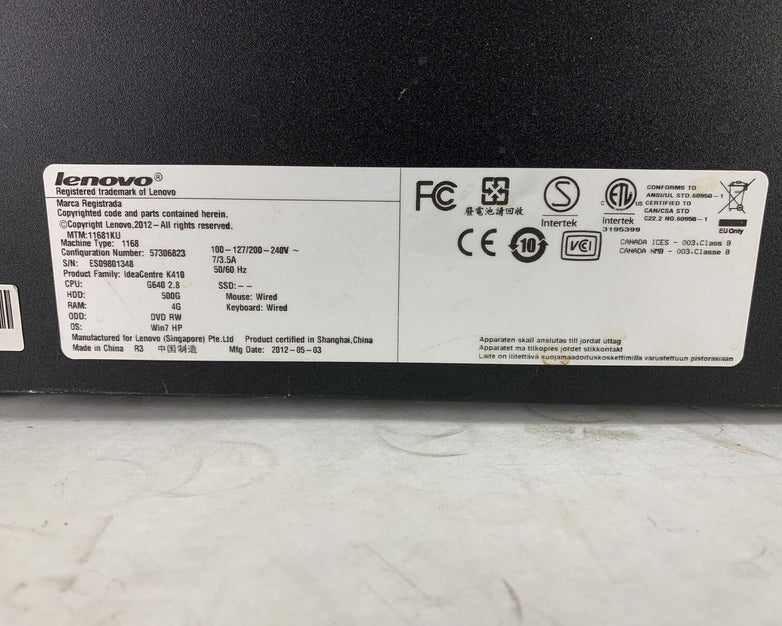 lenovo®
Registered trademark of Lenovo
Marca Registrada
Copyrighted code and parts contained herein.
©Copyright Lenovo,2012–All rights reserved.
MTM:11681KU
Machine Type: 1168
Configuration Number: 57306823
S/N: ES09801348
100-127/200-240V ~
7/3.5A
50/60 Hz
Product Family: IdeaCentre K410
CPU: G640 2.8 SSD:--
HDD: 500G Mouse: Wired
RAM: 4G Keyboard: Wired
ODD: DVD RW
OS: Win7 HP
Manufactured for Lenovo (Singapore) Pte.Ltd Product certified in Shanghai,China
Made in China R3 中国制造 Mfg Date: 2012-05-03
FC
廢電池請回收
S
Intertek
C ETL US
Intertek
3195399
CONFORMS TO
ANSI/UL STD.60950-1
CERTIFIED TO
CAN/CSA STD
C22.2 NO.60950-1
EU Only
CE
10
VCI
CANADA ICES - 003.Class B
CANADA NMB - 003.Class B
Apparaten skall anslutas till jordat uttag
Apparatet ma tilkoples jordet stikkontakt
Laite on liitettävä suojamaadoituskoskettimilla varustettuun pistorasiaan